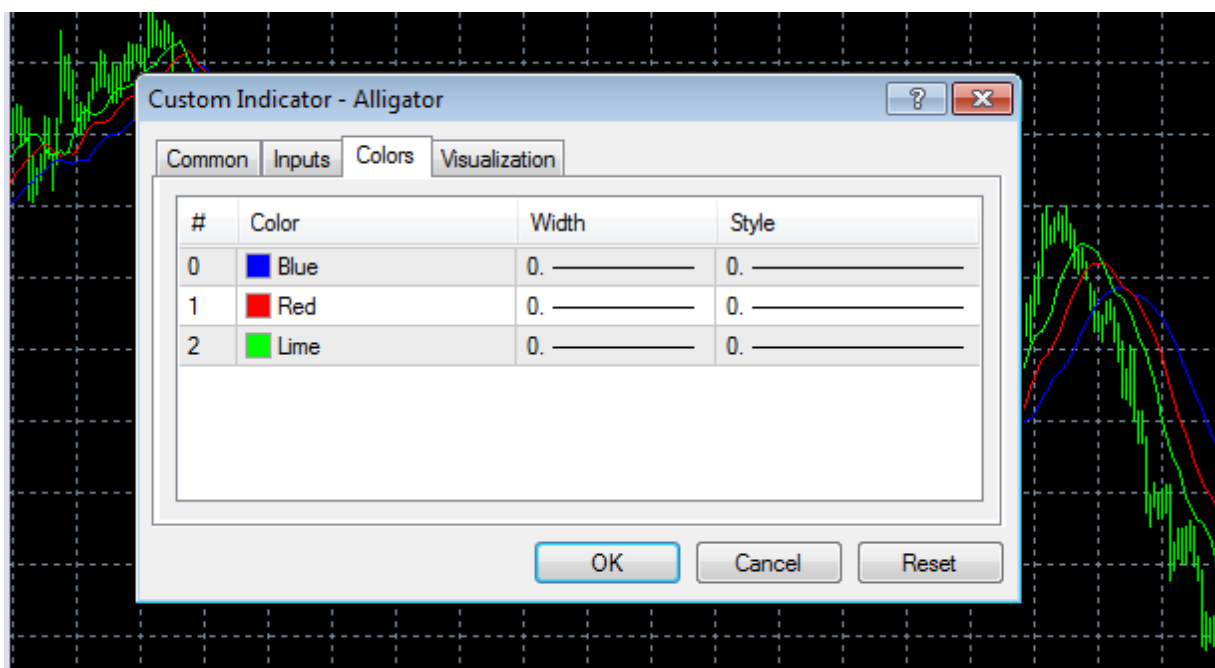 Custom Indicator - Alligator
Common Inputs Colors Visualization
# Color Width Style
0 Blue 0. 0.
1 Red 0. 0.
2 Lime 0. 0.
OK Cancel Reset